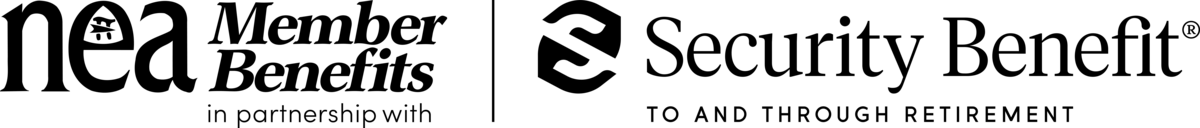 nea Member
Benefits
in partnership with
Security Benefit®
TO AND THROUGH RETIREMENT